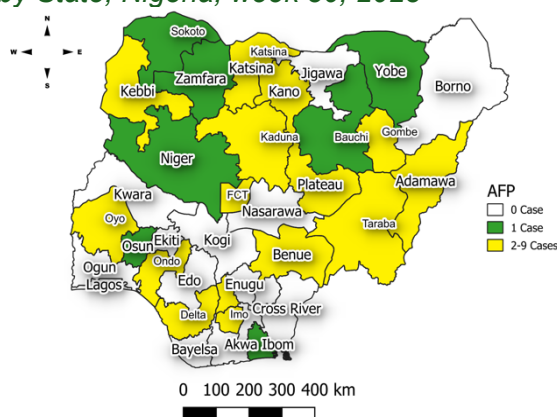 by State, Nigeria, week
N
W E
S
Sokoto
Katsina
Zamfara
Katsina
Jigawa
Yobe
Borno
Kebbi
Kano
Kaduna
Bauchi
Gombe
Niger
Adamawa
Plateau
FCT
Kwara
Nasarawa
Taraba
Oyo
Osun
Ekiti
Kogi
Ondo
Benue
Ogun
Lagos
Edo
Enugu
Cross River
Delta
Imo
Bayelsa
Akwa Ibom
AFP
0 Case
1 Case
2-9 Cases
0 100 200 300 400 km